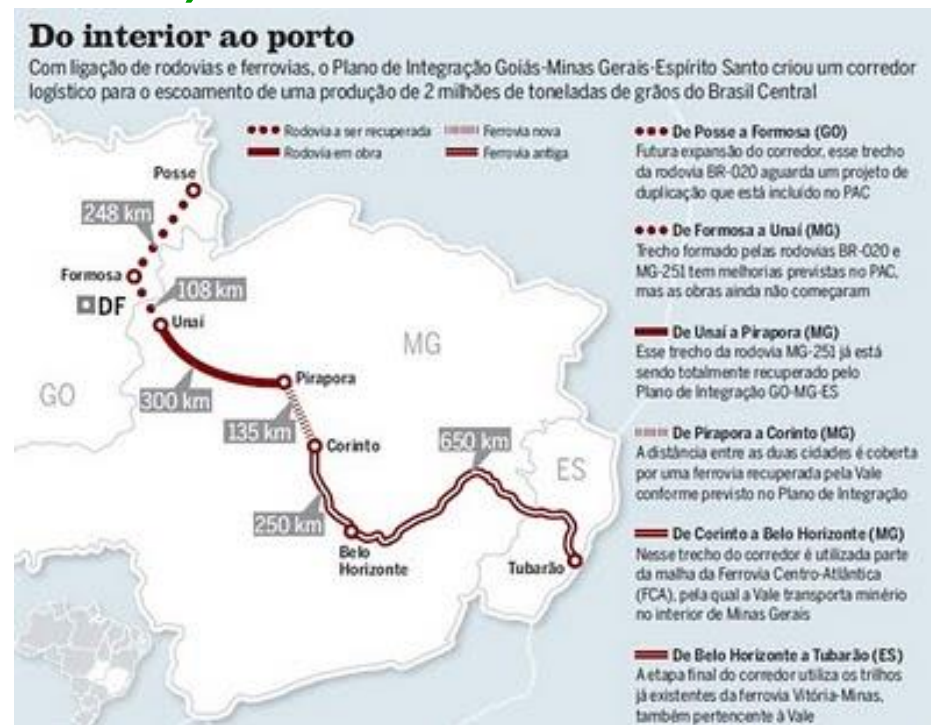 Do interior ao porto
Com ligação de rodovias e ferrovias, o Plano de Integração Goiás-Minas Gerais-Espírito Santo criou um corredor
logístico para o escoamento de uma produção de 2 milhões de toneladas de grãos do Brasil Central
Rodovia a ser recuperada
Ferrovia nova
Rodovia em obra
Ferrovia antiga
Posse
248 km
Formosa
DF
108 km
Unaí
MG
GO
300 km
Pirapora
135 km
Corinto
650 km
ES
250 km
Belo
Horizonte
Tubarão
De Posse a Formosa (GO)
Futura expansão do corredor, esse trecho
da rodovia BR-020 aguarda um projeto de
duplicação que está incluído no PAC
De Formosa a Unaí (MG)
Trecho formado pelas rodovias BR-020 e
MG-251 tem melhorias previstas no PAC,
mas as obras ainda não começaram
De Unaí a Pirapora (MG)
Esse trecho da rodovia MG-251 já está
sendo totalmente recuperado pelo
Plano de Integração GO-MG-ES
De Pirapora a Corinto (MG)
A distância entre as duas cidades é coberta
por uma ferrovia recuperada pela Vale
conforme previsto no Plano de Integração
De Corinto a Belo Horizonte (MG)
Nesse trecho do corredor é utilizada parte
da malha da Ferrovia Centro-Atlântica
(FCA), pela qual a Vale transporta minério
no interior de Minas Gerais
De Belo Horizonte a Tubarão (ES)
A etapa final do corredor utiliza os trilhos
já existentes da ferrovia Vitória-Minas,
também pertencente à Vale